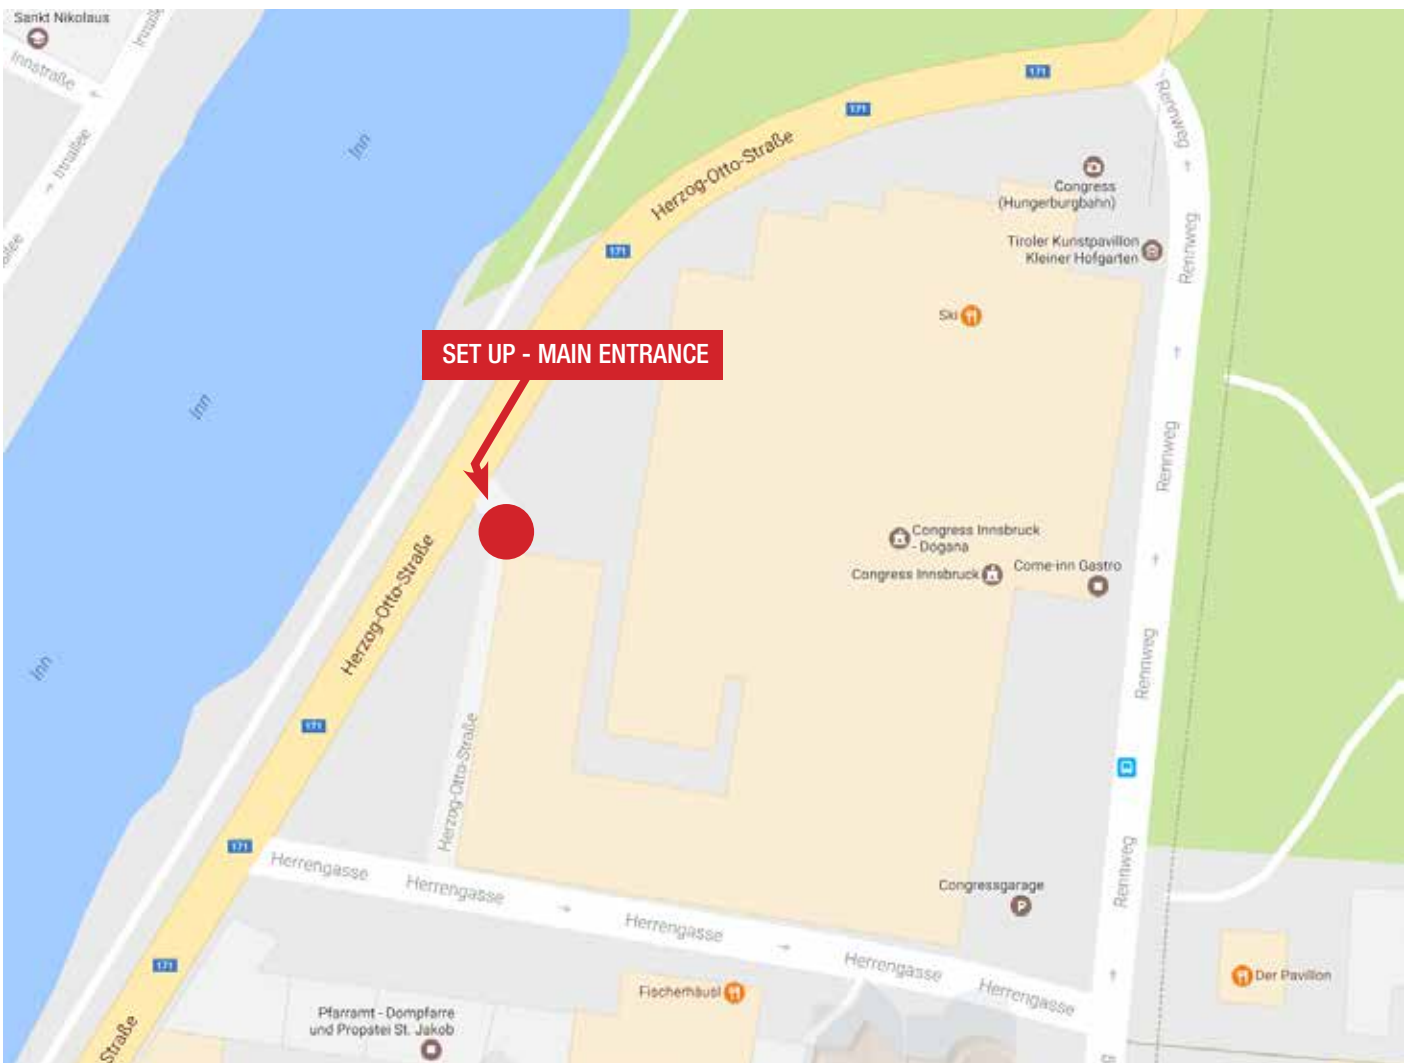 Sankt Nikolaus
Innallee
Innstraße
Innallee
allee
Inn
Inn
Inn
171
171
171
171
171
171
Herzog-Otto-Straße
Herzog-Otto-Straße
Herzog-Otto-Straße
Straße
Rennweg
Rennweg
Rennweg
Rennweg
Rennweg
Congress
(Hungerburgbahn)
Tiroler Kunstpavillon
Kleiner Hofgarten
Ski
SET UP - MAIN ENTRANCE
Congress Innsbruck
- Dogana
Congress Innsbruck
Come-inn Gastro
Herrengasse
Herrengasse
Herrengasse
Herrengasse
Herrengasse
Congressgarage
P
Der Pavillon
Fischerhäusl
Pfarramt - Dompfarre
und Propstei St. Jakob